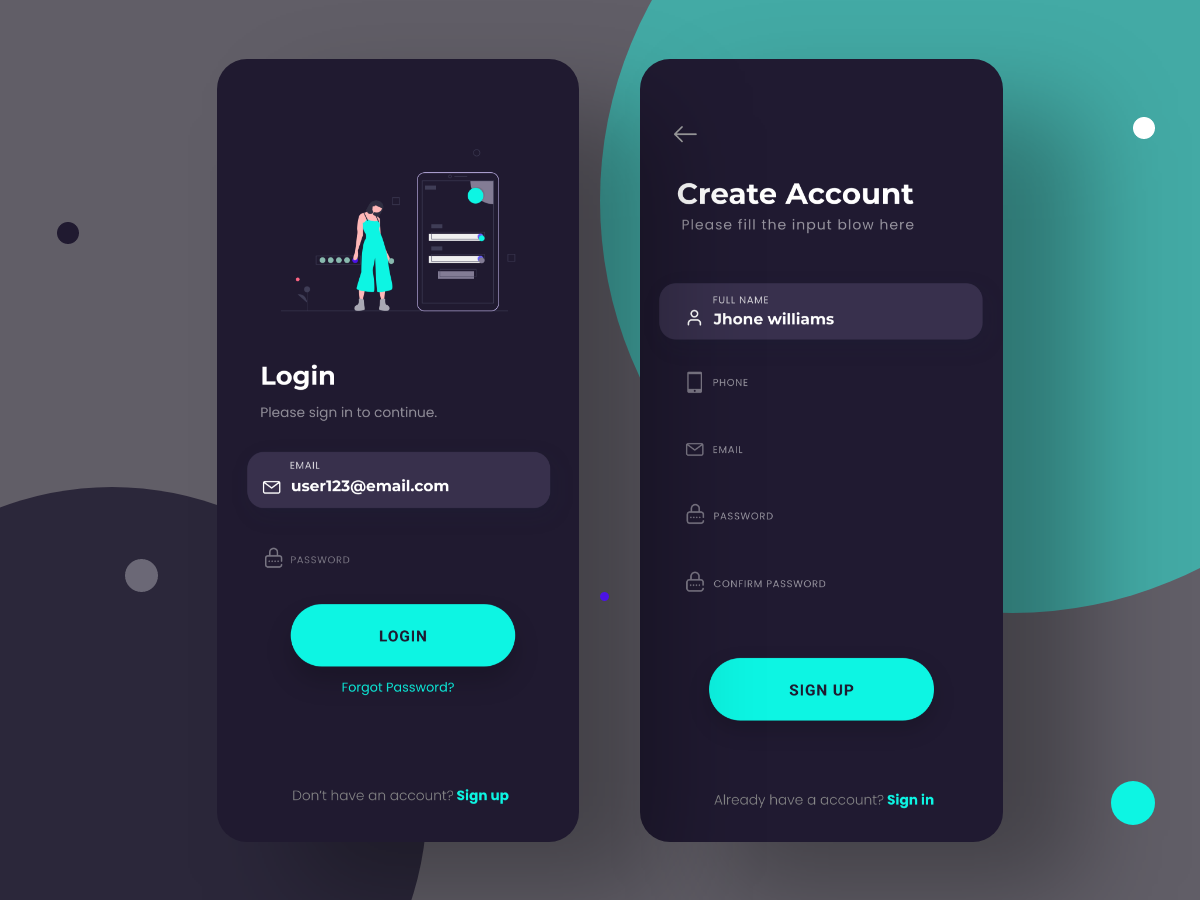 Login
Please sign in to continue.
EMAIL
user123@email.com
PASSWORD
LOGIN
Forgot Password?
Don't have an account? Sign up
Create Account
Please fill the input blow here
FULL NAME
Jhone williams
PHONE
EMAIL
PASSWORD
CONFIRM PASSWORD
SIGN UP
Already have a account? Sign in